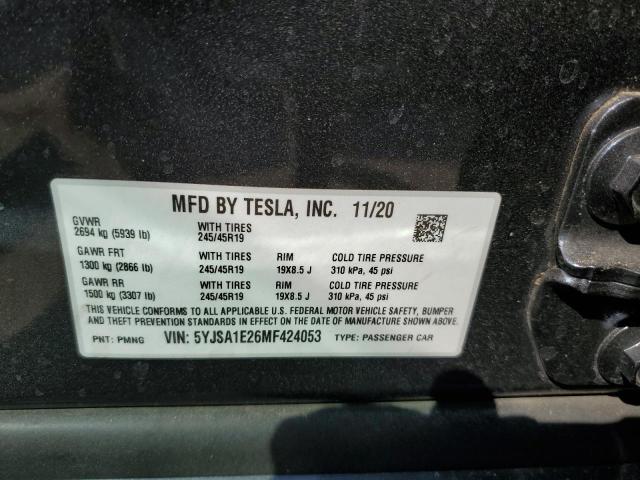 MFD BY TESLA, INC. 11/20
GVWR
2694 kg (5939 lb)
WITH TIRES
245/45R19
GAWR FRT
1300 kg (2866 lb)
WITH TIRES
245/45R19
RIM
19X8.5 J
COLD TIRE PRESSURE
310 kPa, 45 psi
GAWR RR
1500 kg (3307 lb)
WITH TIRES
245/45R19
RIM
19X8.5 J
COLD TIRE PRESSURE
310 kPa, 45 psi
THIS VEHICLE CONFORMS TO ALL APPLICABLE U.S. FEDERAL MOTOR VEHICLE SAFETY, BUMPER
AND THEFT PREVENTION STANDARDS IN EFFECT ON THE DATE OF MANUFACTURE SHOWN ABOVE.
PNT: PMNG VIN: 5YJSA1E26MF424053 TYPE: PASSENGER CAR